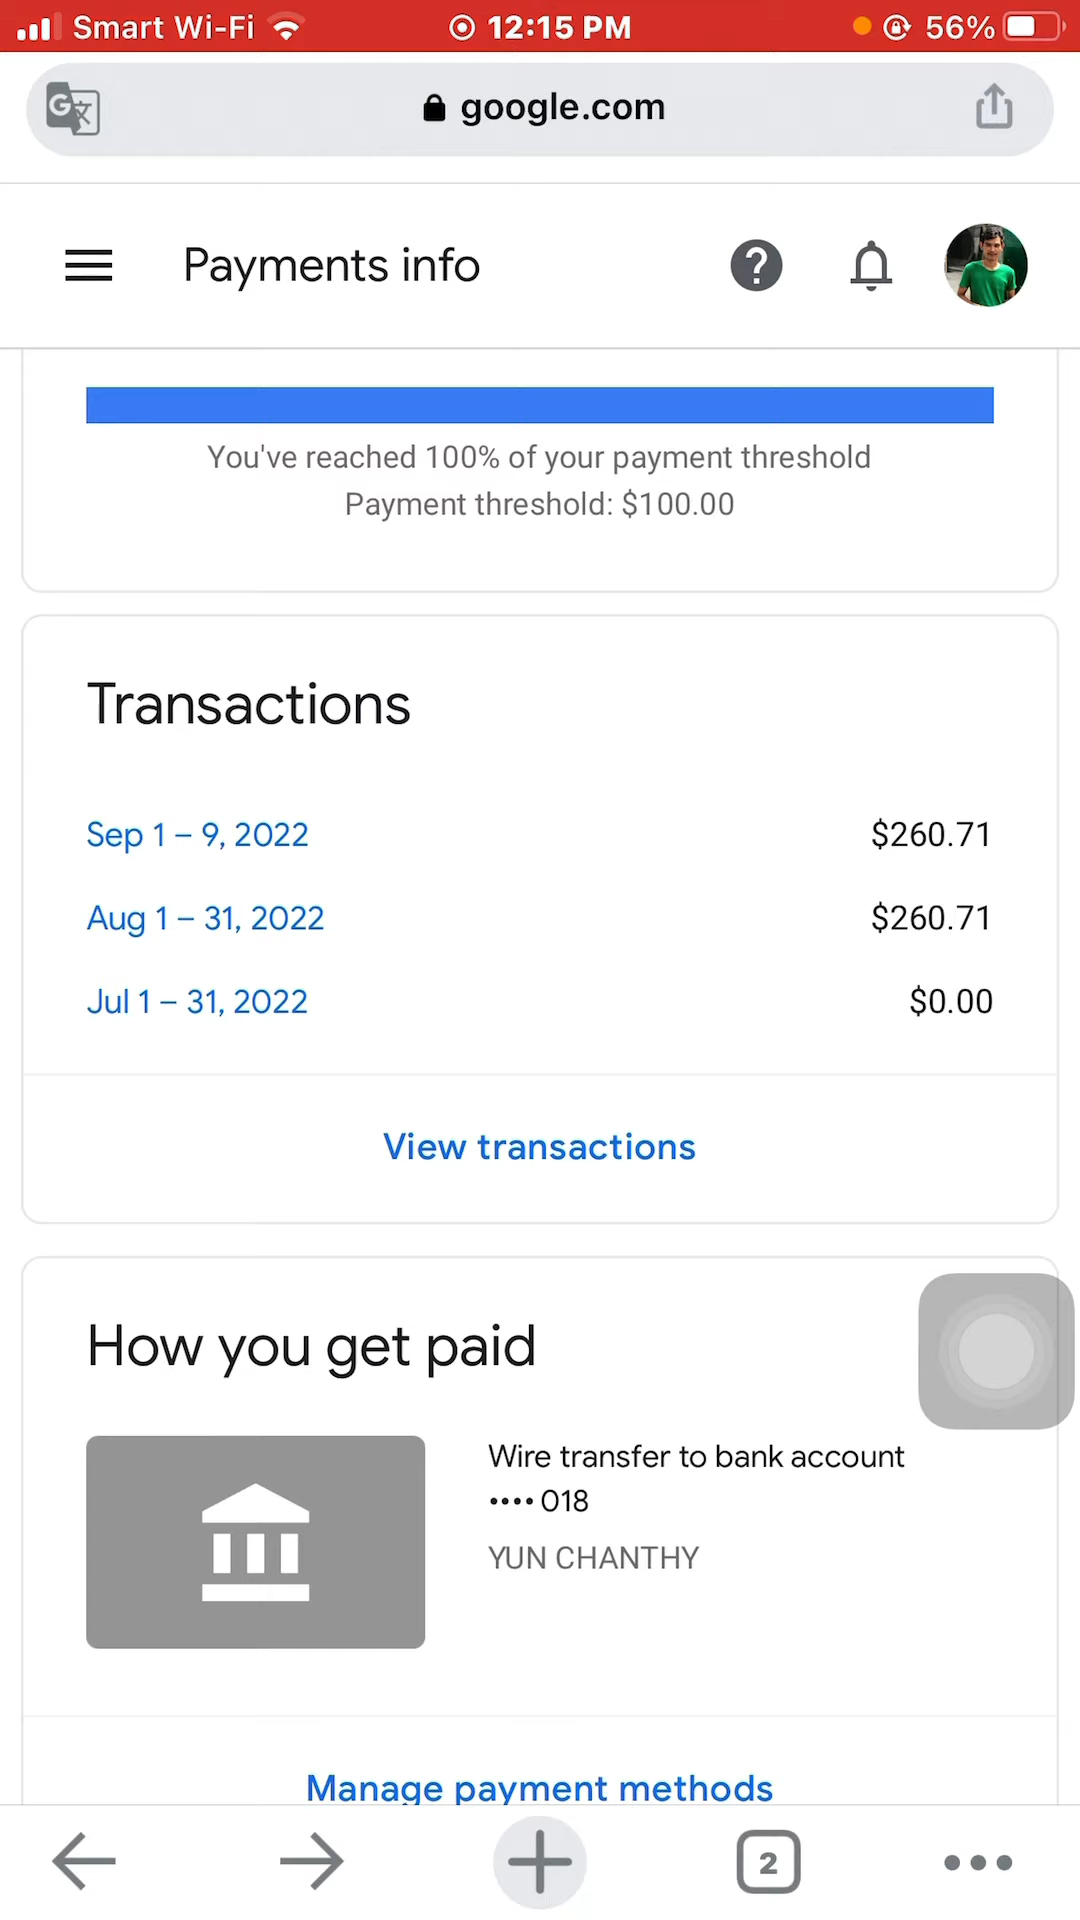 Smart Wi-Fi 12:15 PM 56%
google.com
Payments info
You've reached 100% of your payment threshold
Payment threshold: $100.00
Transactions
Sep 1 – 9, 2022 $260.71
Aug 1 – 31, 2022 $260.71
Jul 1 – 31, 2022 $0.00
View transactions
How you get paid
Wire transfer to bank account
•••• 018
YUN CHANTHY
Manage payment methods
2